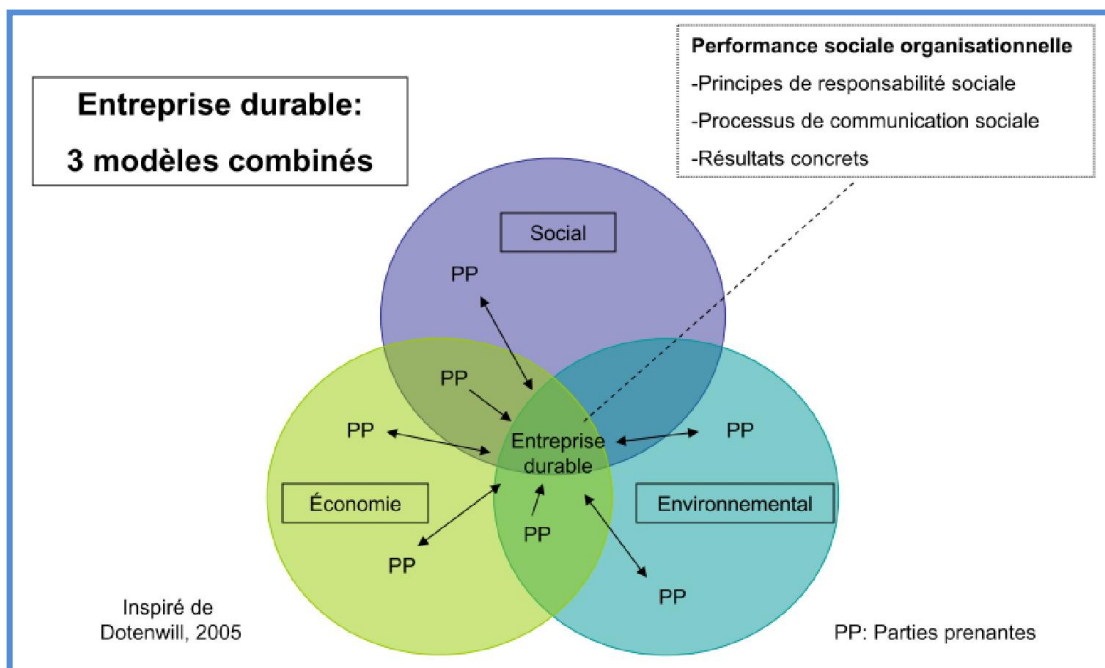 Entreprise durable:
3 modèles combinés
Performance sociale organisationnelle
-Principes de responsabilité sociale
-Processus de communication sociale
-Résultats concrets
Social
PP
PP
PP
Entreprise
durable
PP
Économie
Environnemental
PP
PP
PP
Inspiré de
Dotenwill, 2005
PP: Parties prenantes